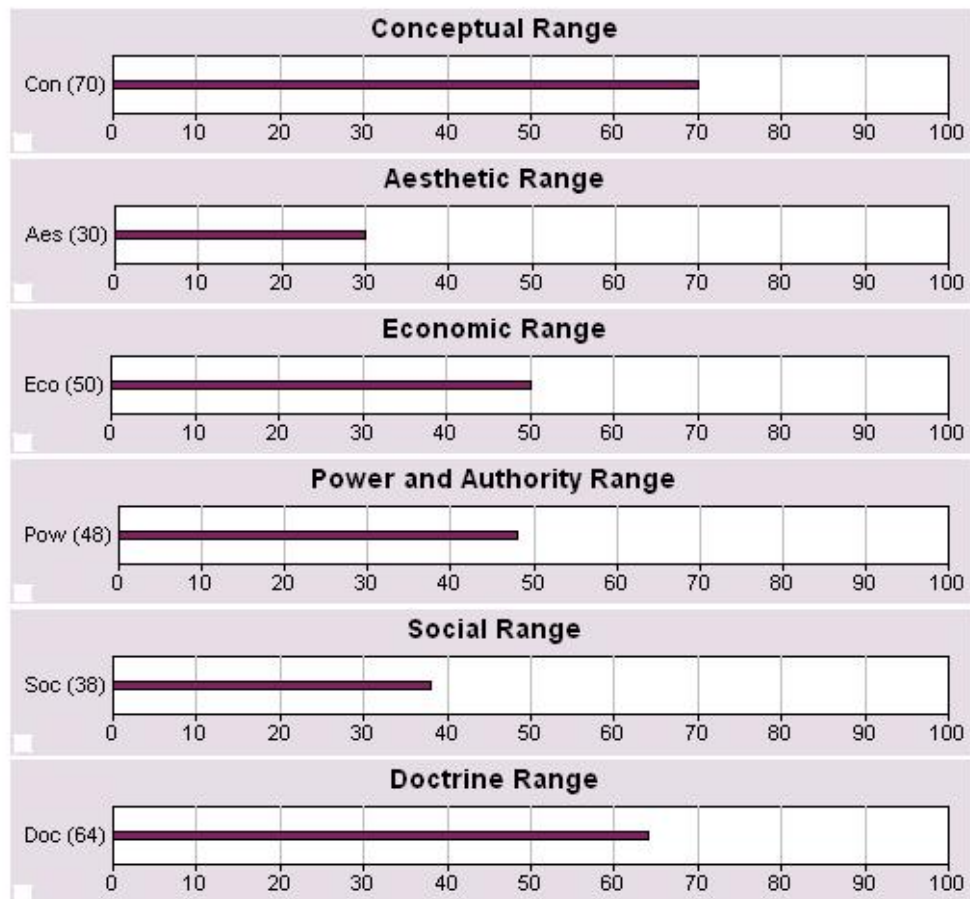 Conceptual Range
Con (70)
0 10 20 30 40 50 60 70 80 90 100
Aesthetic Range
Aes (30)
0 10 20 30 40 50 60 70 80 90 100
Economic Range
Eco (50)
0 10 20 30 40 50 60 70 80 90 100
Power and Authority Range
Pow (48)
0 10 20 30 40 50 60 70 80 90 100
Social Range
Soc (38)
0 10 20 30 40 50 60 70 80 90 100
Doctrine Range
Doc (64)
0 10 20 30 40 50 60 70 80 90 100